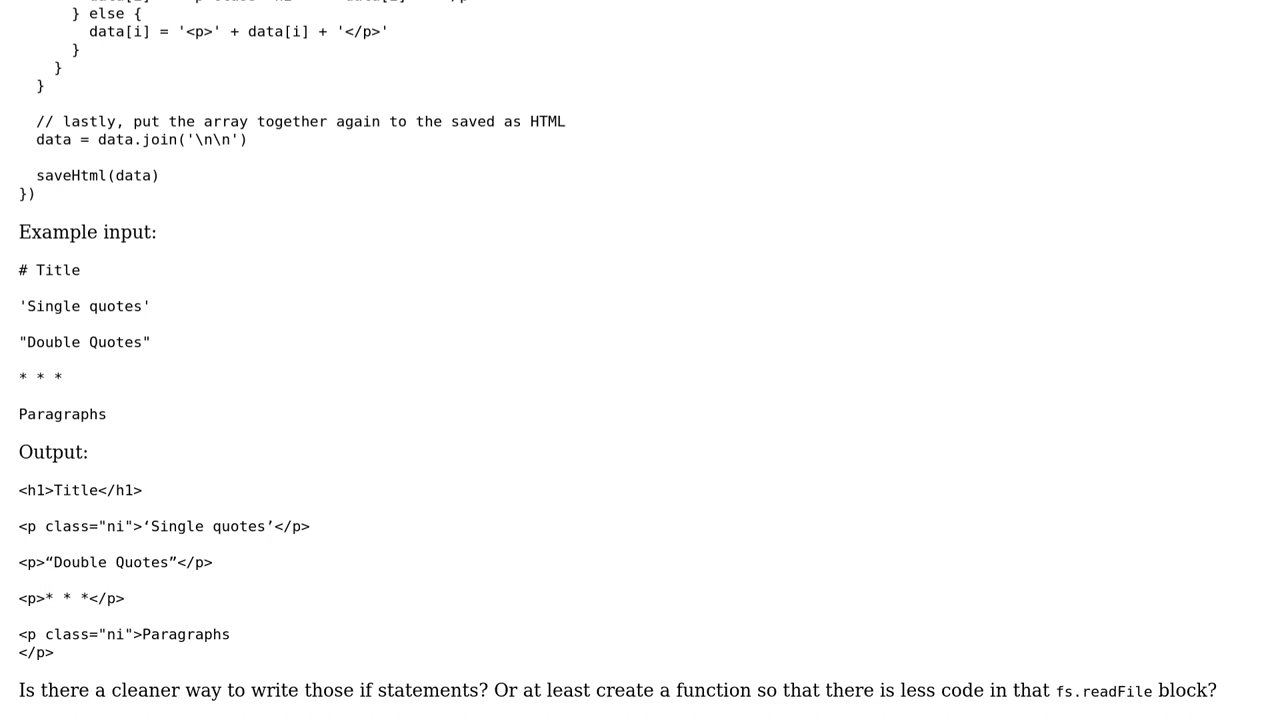 } else {
data[i] = '<p>' + data[i] + '</p>'
}
}
}
// lastly, put the array together again to the saved as HTML
data = data.join('\n\n')
saveHtml(data)
})
Example input:
# Title
'Single quotes'
"Double Quotes"
* * *
Paragraphs
Output:
<h1>Title</h1>
<p class="ni">‘Single quotes’</p>
<p>“Double Quotes”</p>
<p>* * *</p>
<p class="ni">Paragraphs
</p>
Is there a cleaner way to write those if statements? Or at least create a function so that there is less code in that fs.readFile block?